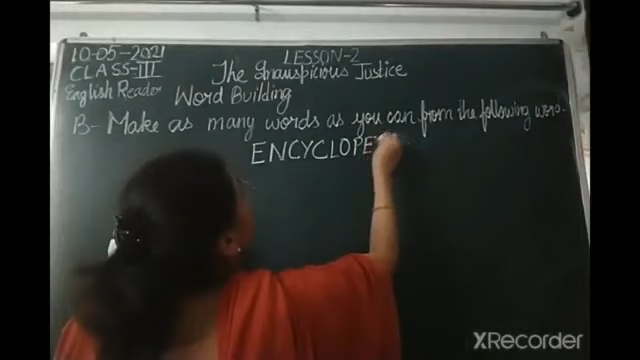 10-05-2021
LESSON-2
CLASS-III
The Inauspicious Justice
English Reader
Word Building
B- Make as many words as you can from the following word.
ENCYCLOPE
XRecorder